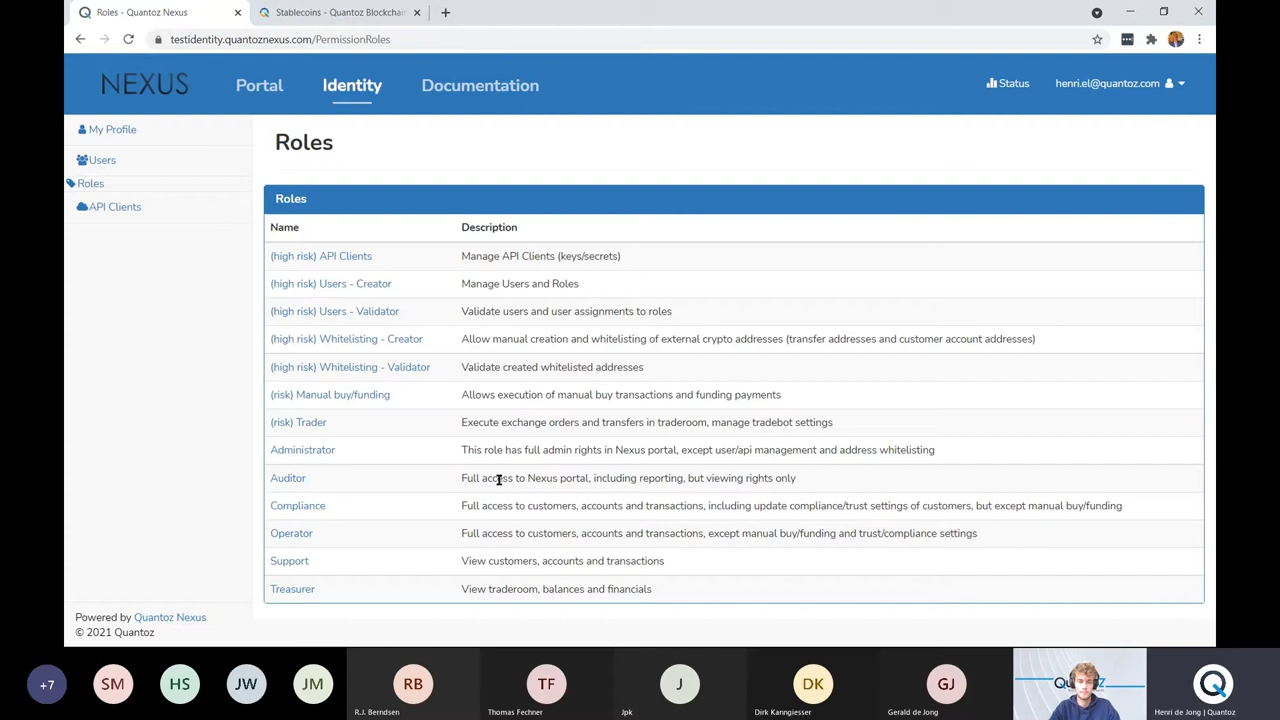 Roles - Quantoz Nexus
Stablecoins - Quantoz Blockchain
testidentity.quantoznexus.com/PermissionRoles
NEXUS
Portal
Identity
Documentation
Status
henri.el@quantoz.com
My Profile
Users
Roles
API Clients
Roles
Roles
Name Description
(high risk) API Clients Manage API Clients (keys/secrets)
(high risk) Users - Creator Manage Users and Roles
(high risk) Users - Validator Validate users and user assignments to roles
(high risk) Whitelisting - Creator Allow manual creation and whitelisting of external crypto addresses (transfer addresses and customer account addresses)
(high risk) Whitelisting - Validator Validate created whitelisted addresses
(risk) Manual buy/funding Allows execution of manual buy transactions and funding payments
(risk) Trader Execute exchange orders and transfers in traderoom, manage tradebot settings
Administrator This role has full admin rights in Nexus portal, except user/api management and address whitelisting
Auditor Full access to Nexus portal, including reporting, but viewing rights only
Compliance Full access to customers, accounts and transactions, including update compliance/trust settings of customers, but except manual buy/funding
Operator Full access to customers, accounts and transactions, except manual buy/funding and trust/compliance settings
Support View customers, accounts and transactions
Treasurer View traderoom, balances and financials
Powered by Quantoz Nexus
© 2021 Quantoz
+7
SM
HS
JW
JM
RB
R.J. Berndsen
TF
Thomas Fechner
J
Jpk
DK
Dirk Kanngiesser
GJ
Gerald de Jong
Henri de Jong | Quantoz